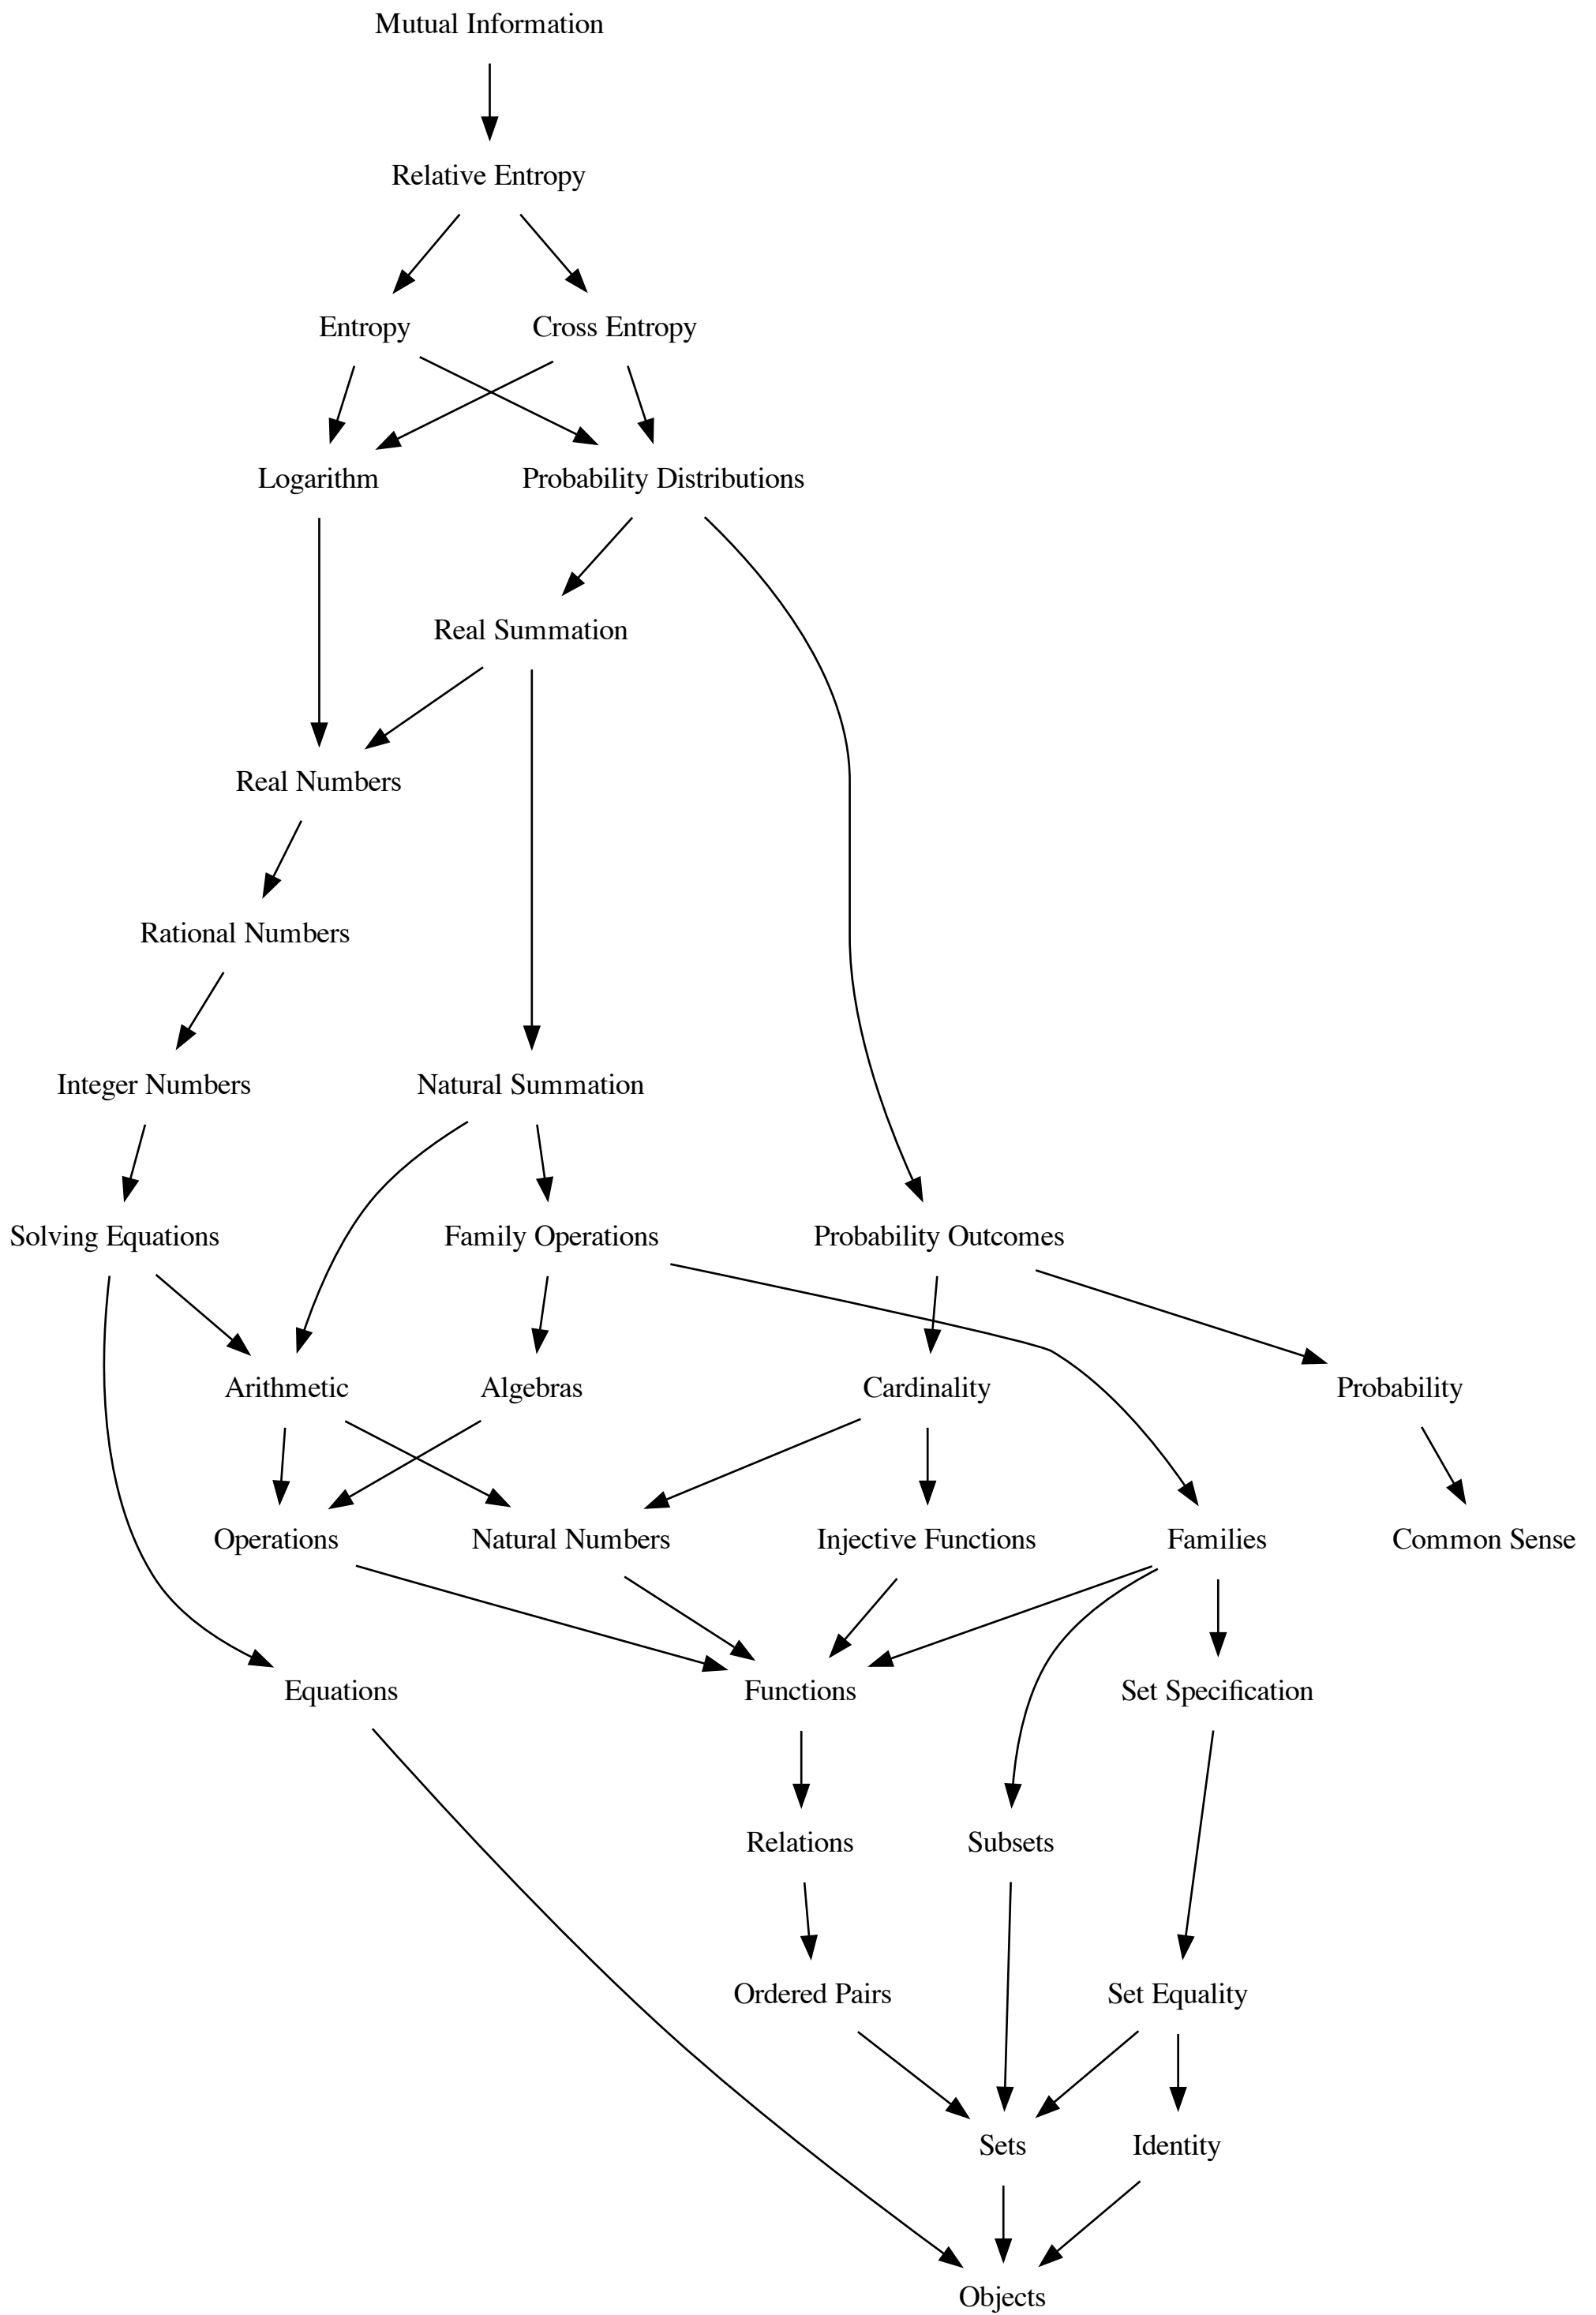 Mutual Information
Relative Entropy
Entropy
Cross Entropy
Logarithm
Probability Distributions
Real Summation
Real Numbers
Rational Numbers
Integer Numbers
Natural Summation
Solving Equations
Family Operations
Probability Outcomes
Arithmetic
Algebras
Cardinality
Probability
Operations
Natural Numbers
Injective Functions
Families
Common Sense
Equations
Functions
Set Specification
Relations
Subsets
Ordered Pairs
Set Equality
Sets
Identity
Objects